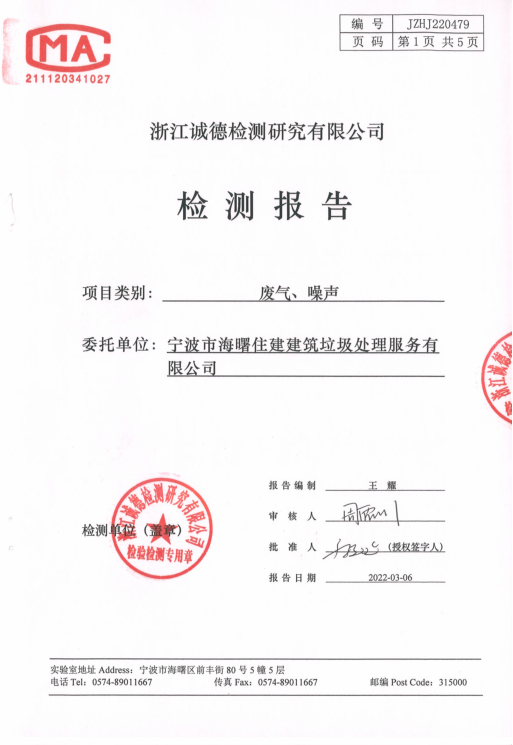 MA
211120341027
编 号 JZHJ220479
页 码 第1页 共5页
浙江诚德检测研究有限公司
检 测 报 告
项目类别： 废气、噪声
委托单位：宁波市海曙住建建筑垃圾处理服务有
限公司
报告编制 王 耀
审 核 人
批 准 人 （授权签字人）
报告日期 2022-03-06
检测单位（盖章）
浙江诚德检测研究有限公司
检验检测专用章
浙江诚德
实验室地址 Address：宁波市海曙区前丰街 80 号 5 幢 5 层
电话 Tel：0574-89011667 传真 Fax：0574-89011667 邮编 Post Code：315000